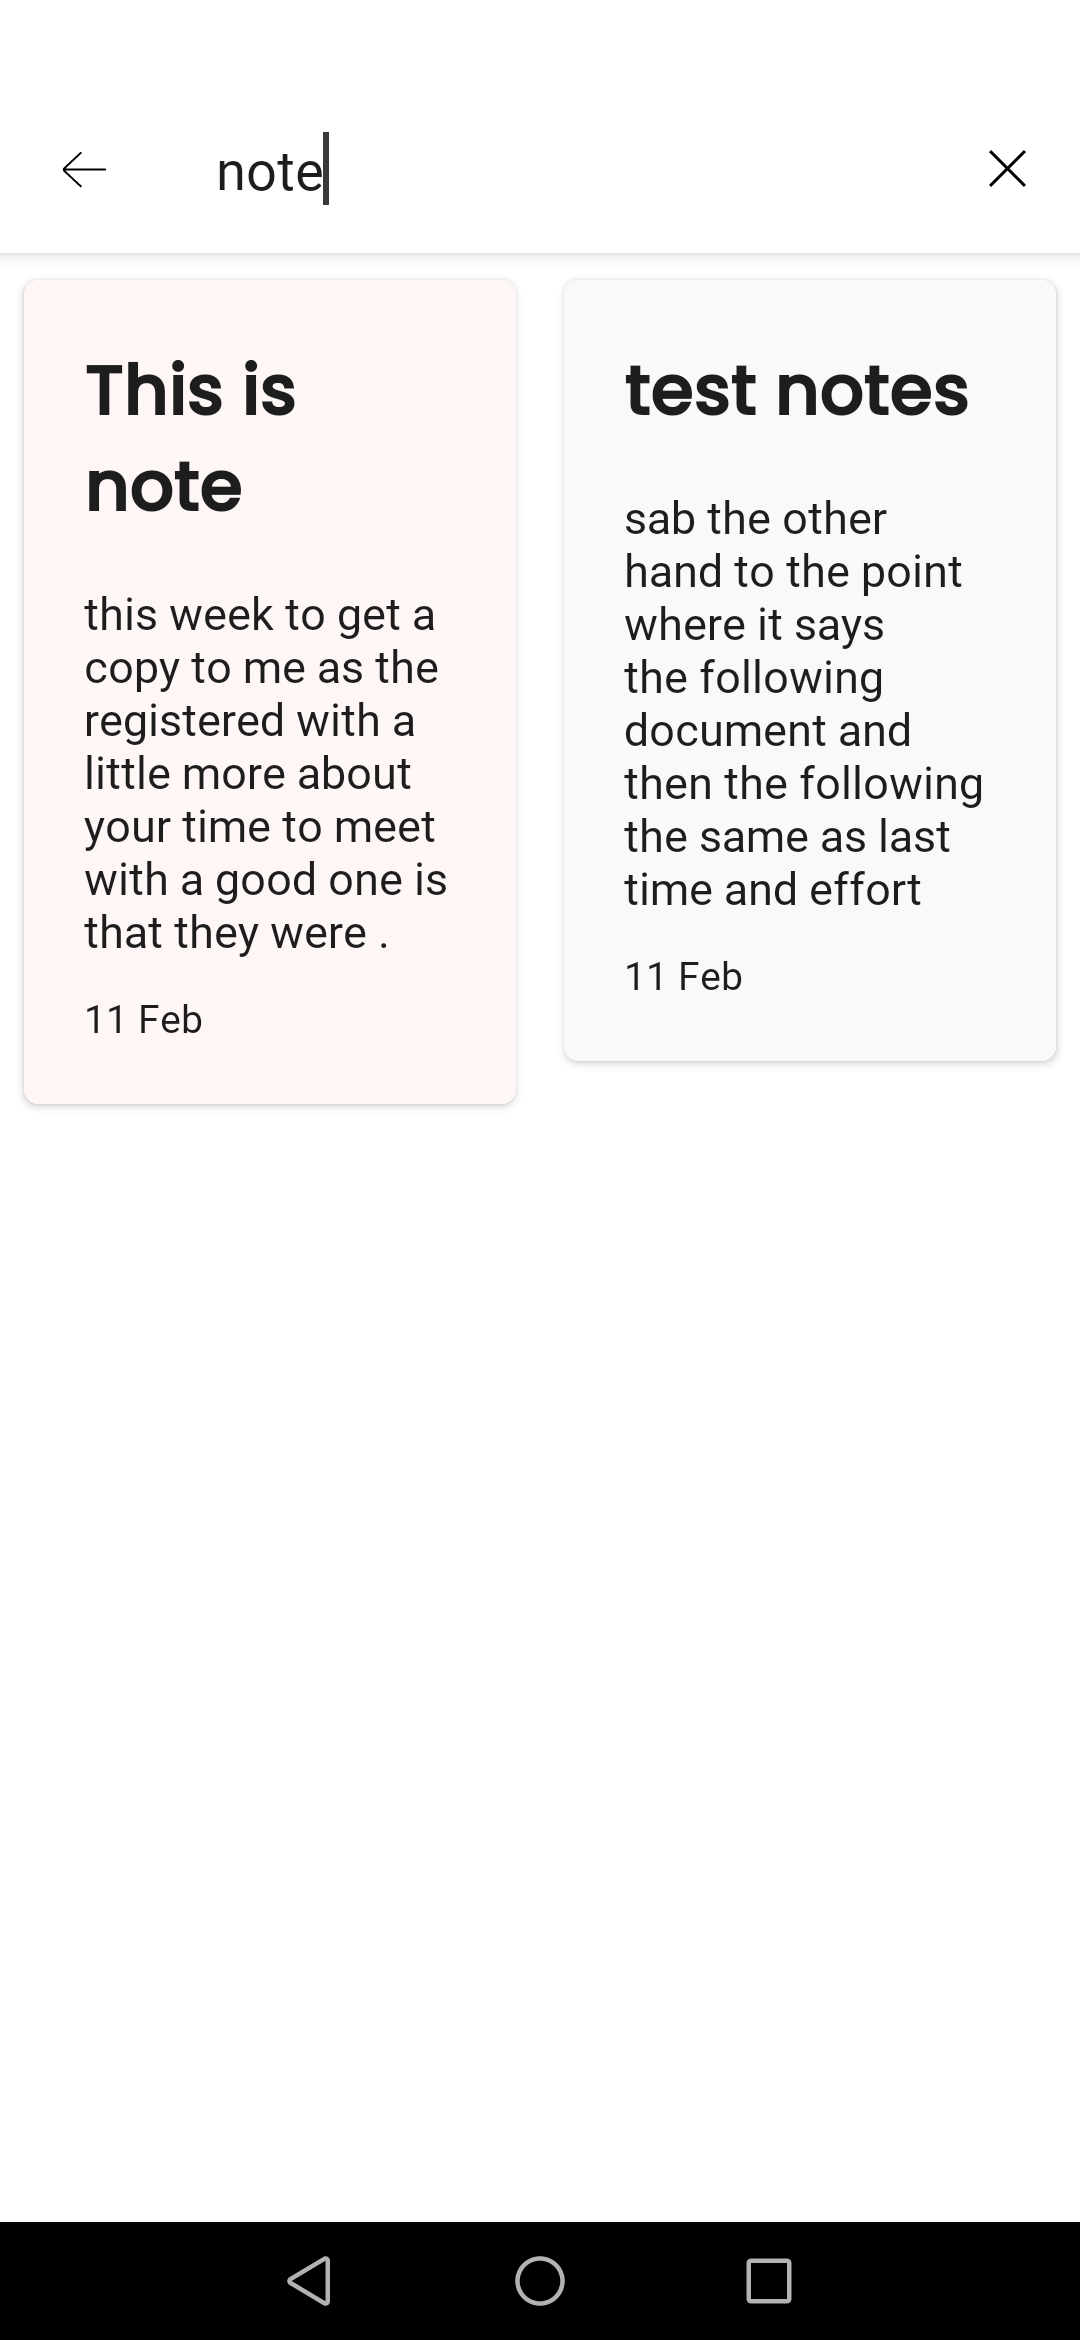 note
This is
note
this week to get a
copy to me as the
registered with a
little more about
your time to meet
with a good one is
that they were .
11 Feb
test notes
sab the other
hand to the point
where it says
the following
document and
then the following
the same as last
time and effort
11 Feb